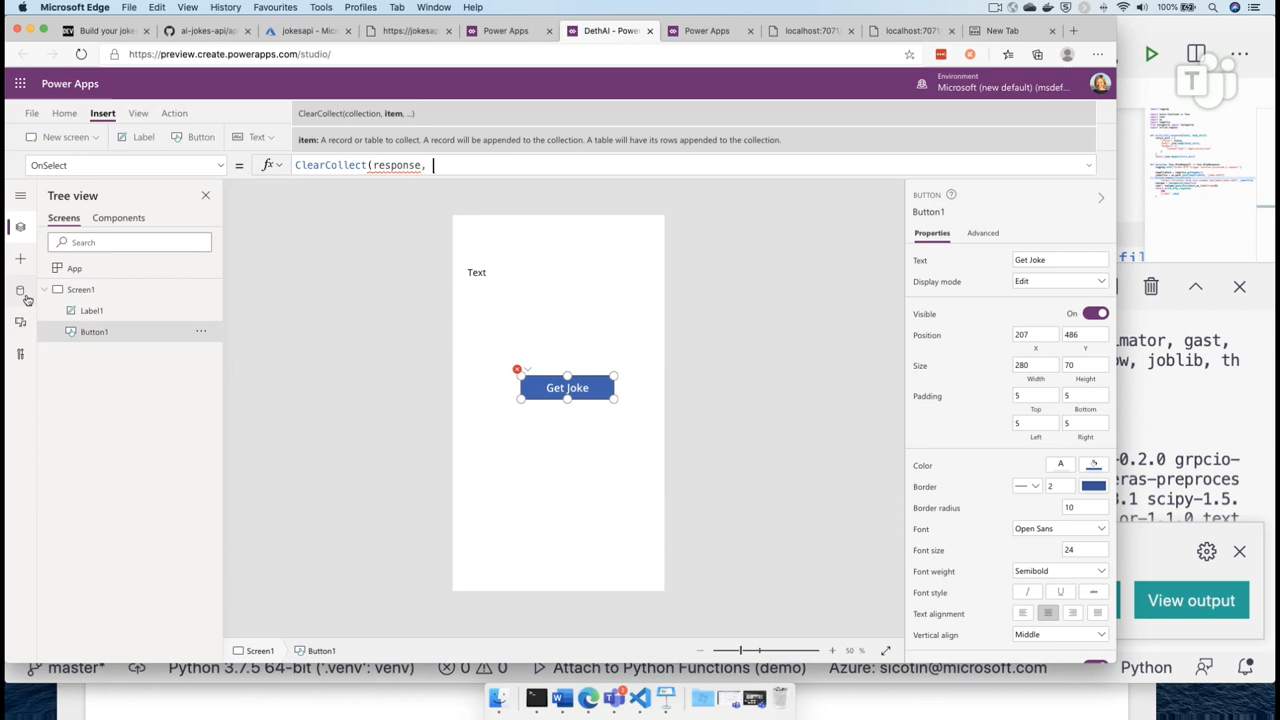 Microsoft Edge File Edit View History Favourites Tools Profiles Tab Window Help 100%
DEV Build your joke
ai-jokes-api/ap
jokesapi - Mic
https://jokesap
Power Apps
DethAI - Power
Power Apps
localhost:7071
localhost:7071
New Tab
https://preview.create.powerapps.com/studio/
Power Apps
Environment
Microsoft (new default) (msdef...
File Home Insert View Action
ClearCollect(collection, item, ...)
New screen Label Button Text
item: A record or table to collect. A record will be appended to the collection. A table will have its rows appended to the collection.
OnSelect = fx ClearCollect(response,
Tree view
Screens Components
Search
App
Screen1
Label1
Button1 ...
Text
Get Joke
BUTTON
Button1
Properties Advanced
Text Get Joke
Display mode Edit
Visible On
Position 207 486
X Y
Size 280 70
Width Height
Padding 5 5
Top Bottom
5 5
Left Right
Color A
Border 2
Border radius 10
Font Open Sans
Font size 24
Font weight Semibold
Font style / U abc
Text alignment
Vertical align Middle
Screen1 Button1
50 %
T
fil
mator, gast,
w, joblib, th
0.2.0 grpcio-
eras-preproces
3.1 scipy-1.5.
or-1.1.0 text
View output
master* Python 3.7.5 64-bit ('.venv': venv) 0 0 Attach to Python Functions (demo) Azure: sicotin@microsoft.com Python